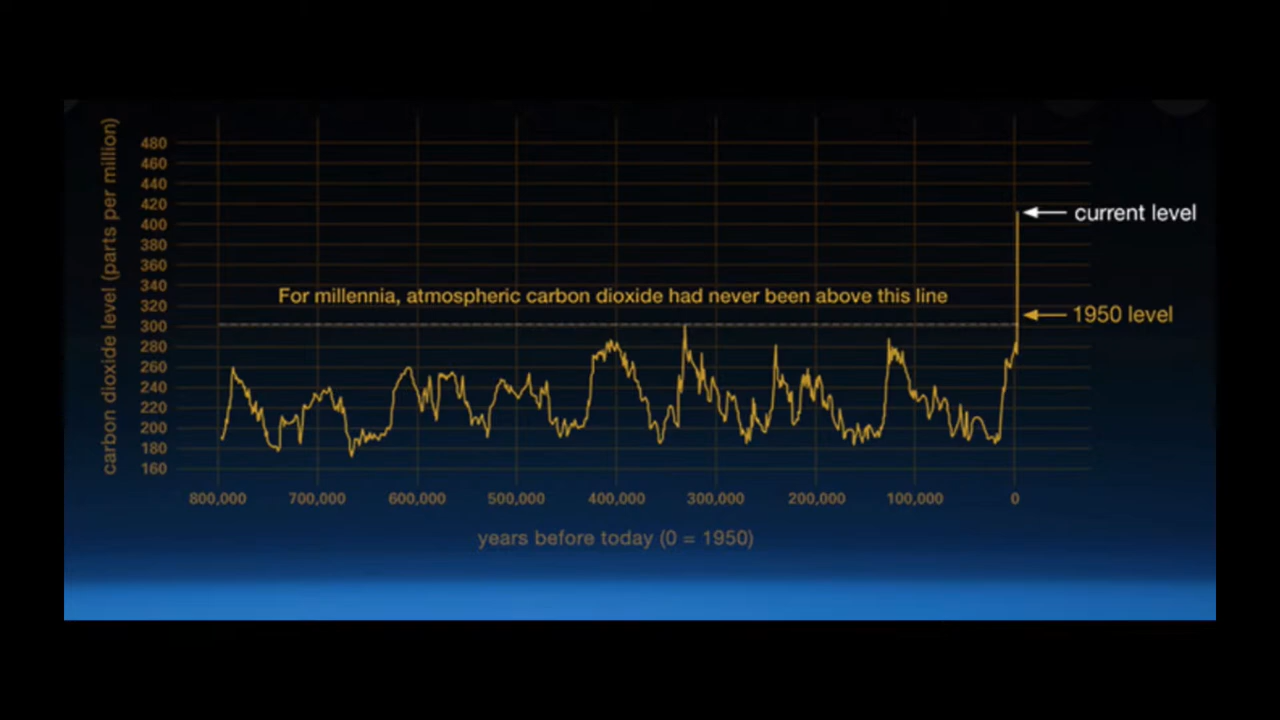 carbon dioxide level (parts per million)
480
460
440
420
400
380
360
340
320
300
280
260
240
220
200
180
160
current level
For millennia, atmospheric carbon dioxide had never been above this line
1950 level
800,000 700,000 600,000 500,000 400,000 300,000 200,000 100,000 0
years before today (0 = 1950)